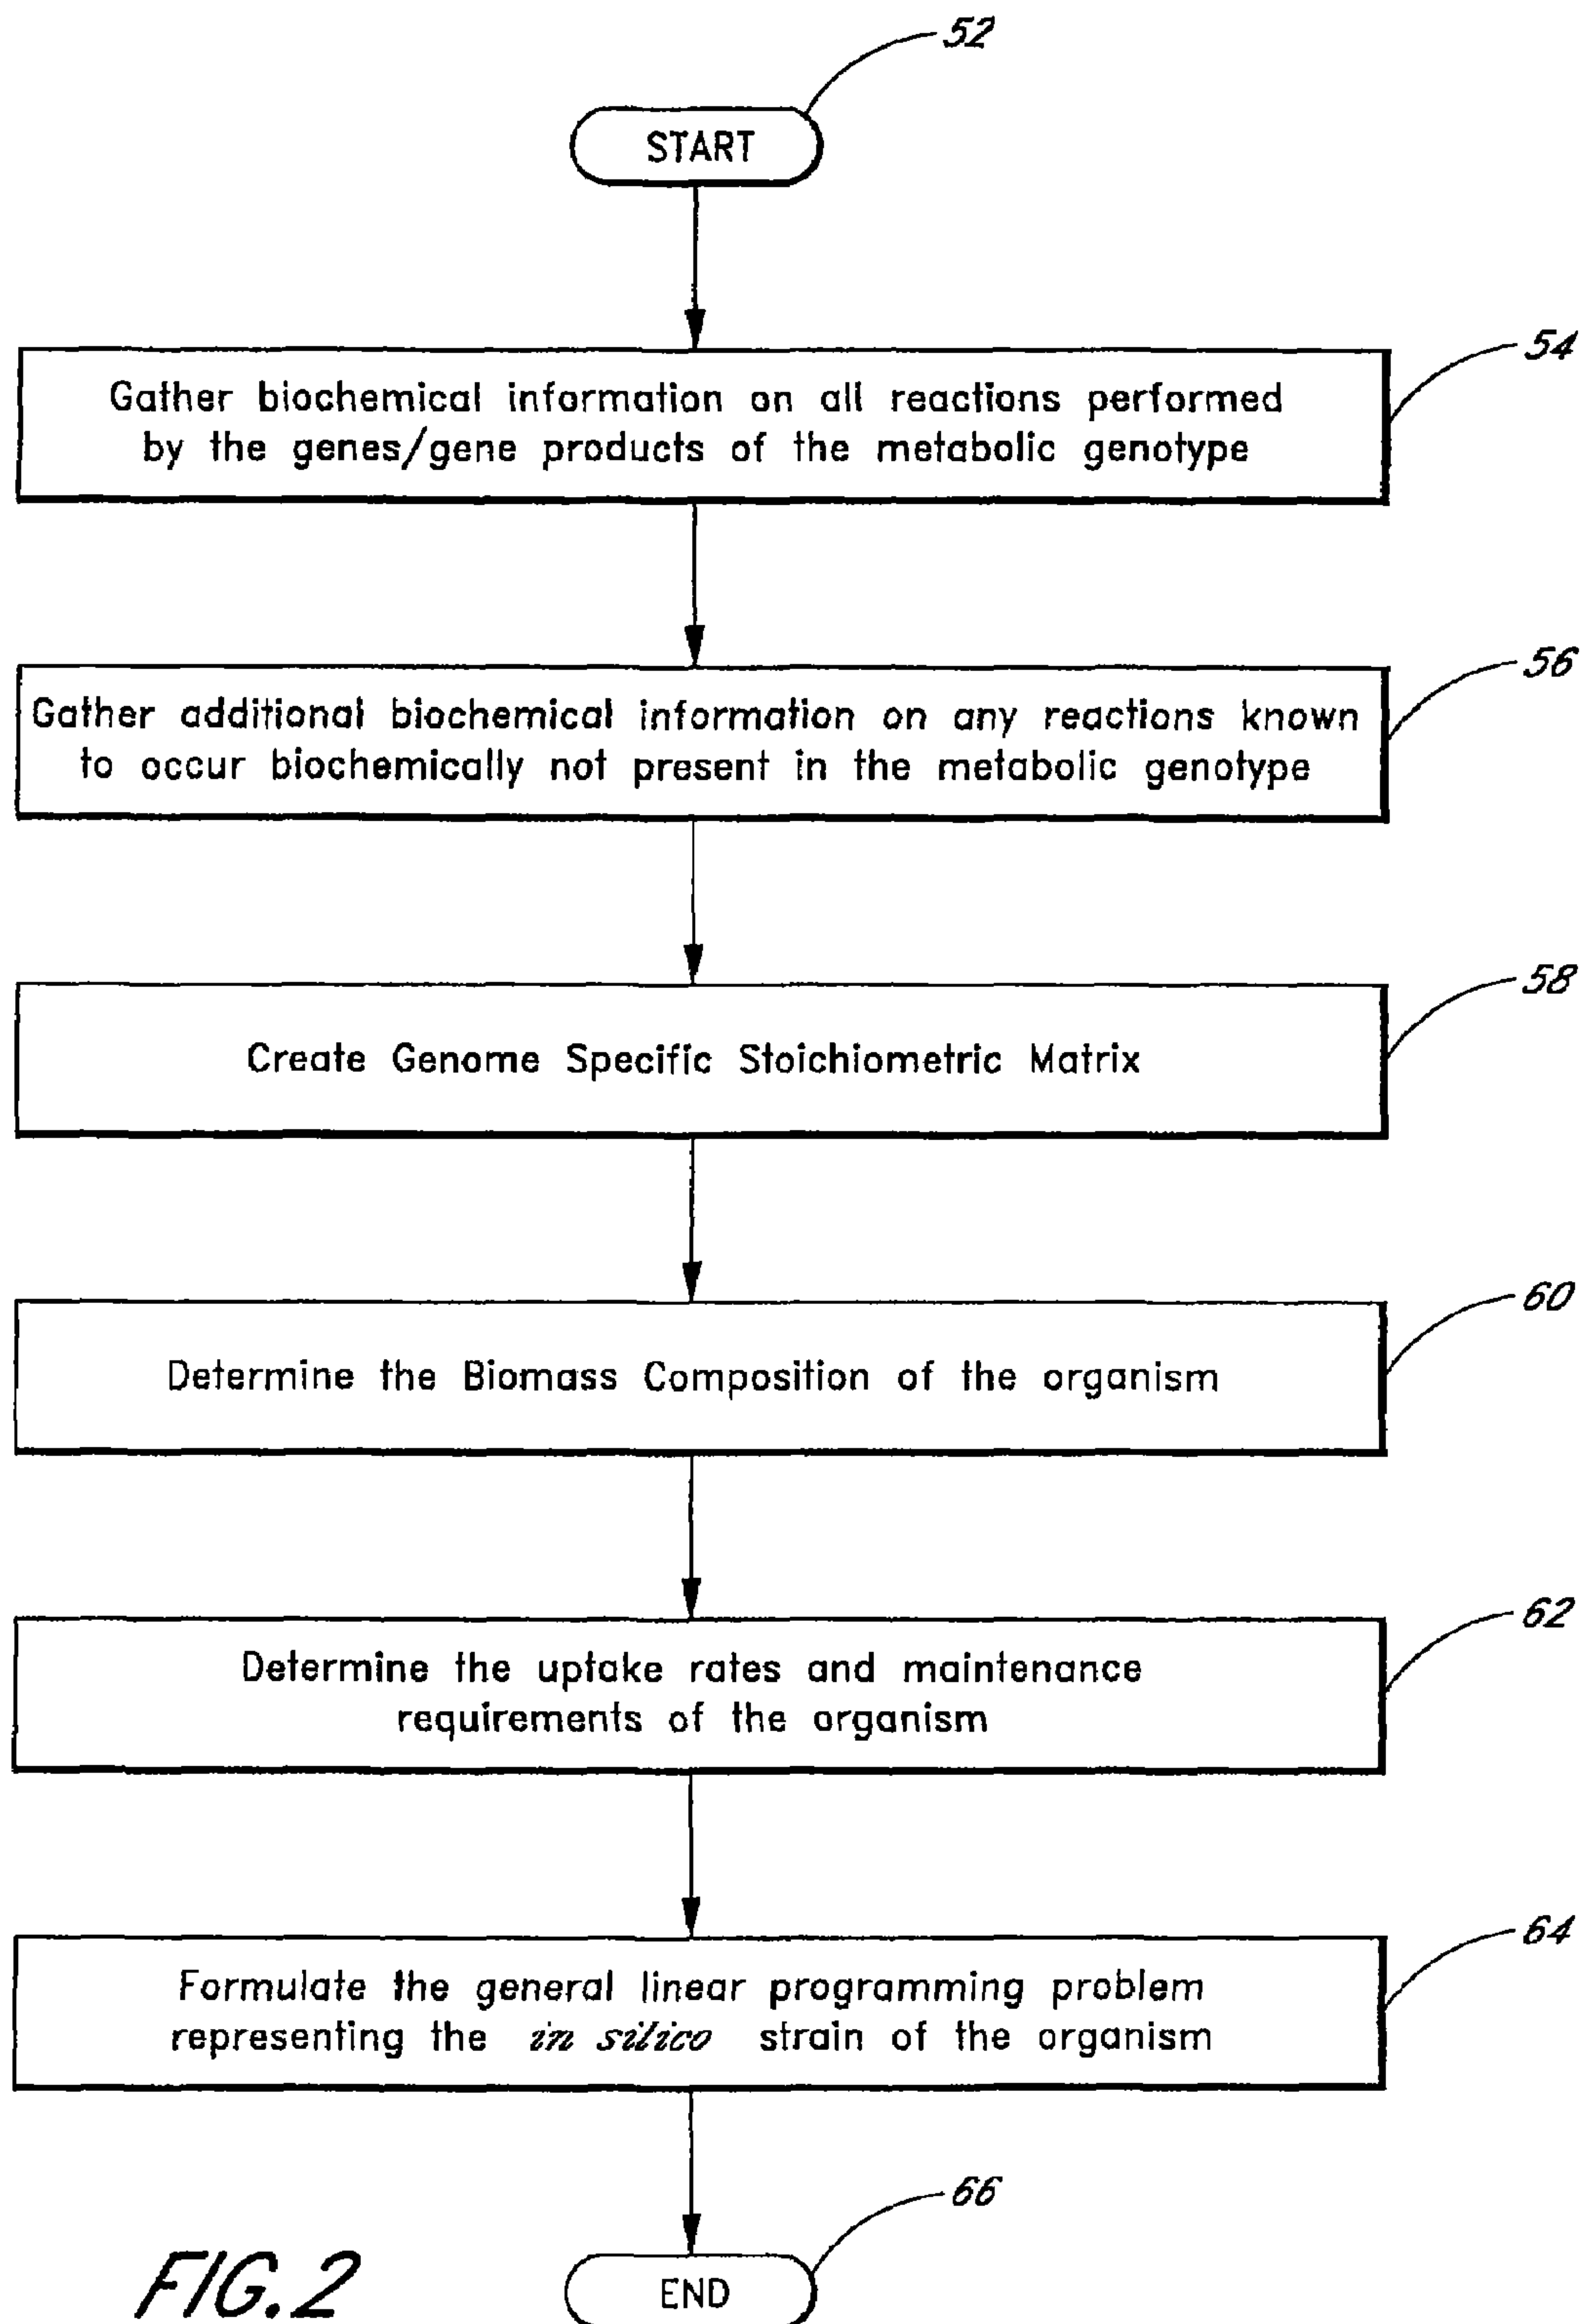 52
START
54
Gather biochemical information on all reactions performed
by the genes/gene products of the metabolic genotype
56
Gather additional biochemical information on any reactions known
to occur biochemically not present in the metabolic genotype
58
Create Genome Specific Stoichiometric Matrix
60
Determine the Biomass Composition of the organism
62
Determine the uptake rates and maintenance
requirements of the organism
64
Formulate the general linear programming problem
representing the in silico strain of the organism
66
END
FIG.2